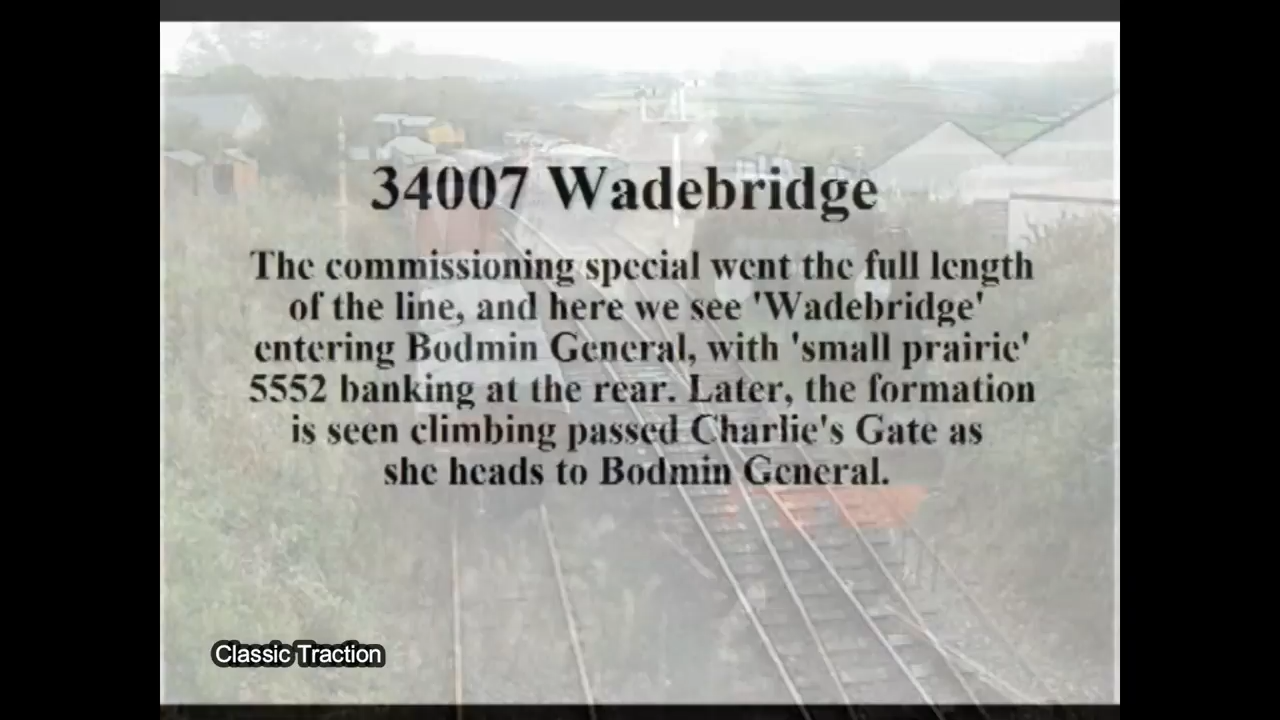 34007 Wadebridge
The commissioning special went the full length
of the line, and here we see 'Wadebridge'
entering Bodmin General, with 'small prairie'
5552 banking at the rear. Later, the formation
is seen climbing passed Charlie's Gate as
she heads to Bodmin General.
Classic Traction